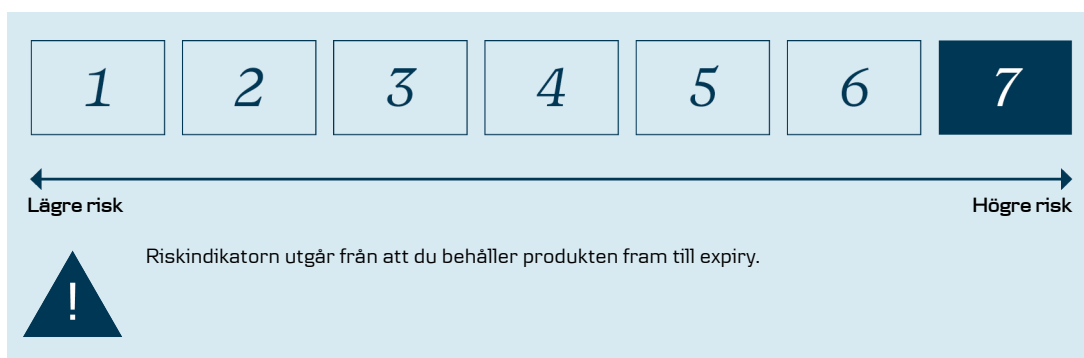 1 2 3 4 5 6 7
Lägre risk Högre risk
Riskindikatorn utgår från att du behåller produkten fram till expiry.
!